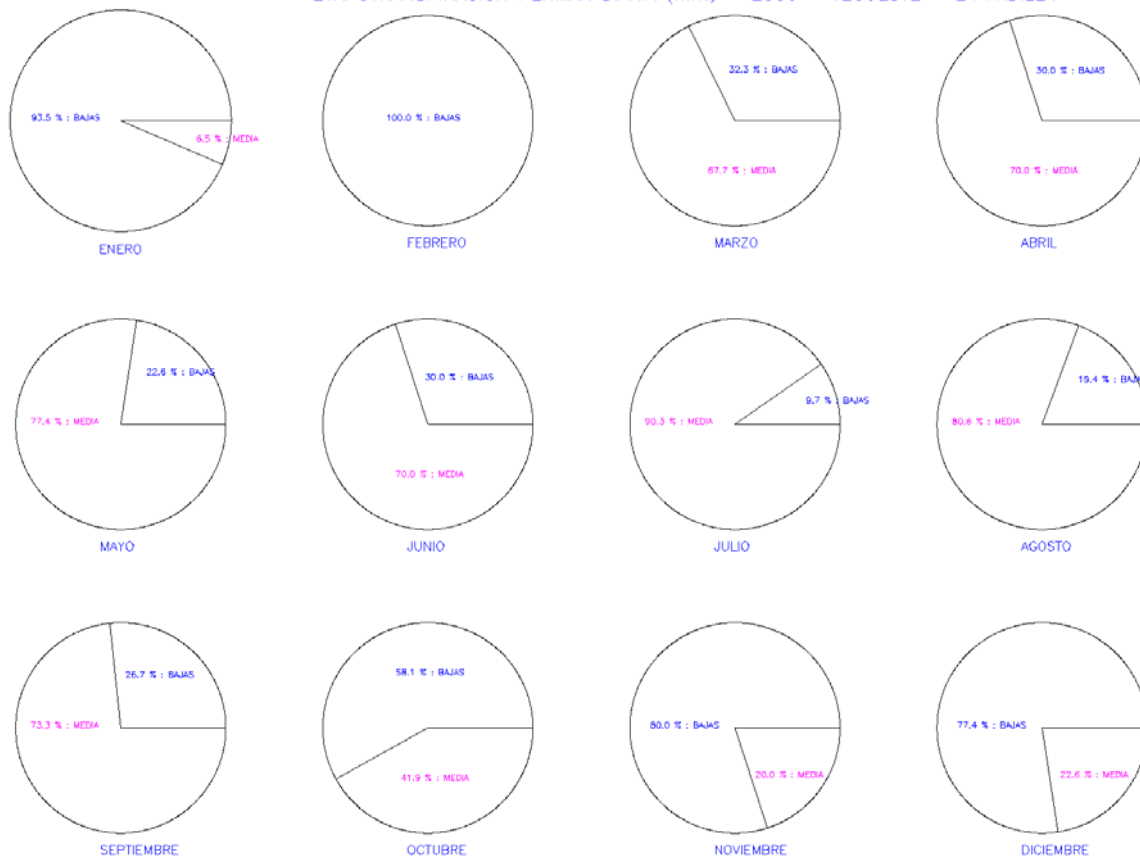 93.5 % : BAJAS
6.5 % : MEDIA
ENERO
100.0 % : BAJAS
FEBRERO
32.3 % : BAJAS
67.7 % : MEDIA
MARZO
30.0 % : BAJAS
70.0 % : MEDIA
ABRIL
22.6 % : BAJAS
77.4 % : MEDIA
MAYO
30.0 % : BAJAS
70.0 % : MEDIA
JUNIO
9.7 % : BAJAS
90.3 % : MEDIA
JULIO
19.4 % : BAJAS
80.6 % : MEDIA
AGOSTO
26.7 % : BAJAS
73.3 % : MEDIA
SEPTIEMBRE
58.1 % : BAJAS
41.9 % : MEDIA
OCTUBRE
80.0 % : BAJAS
20.0 % : MEDIA
NOVIEMBRE
77.4 % : BAJAS
22.6 % : MEDIA
DICIEMBRE